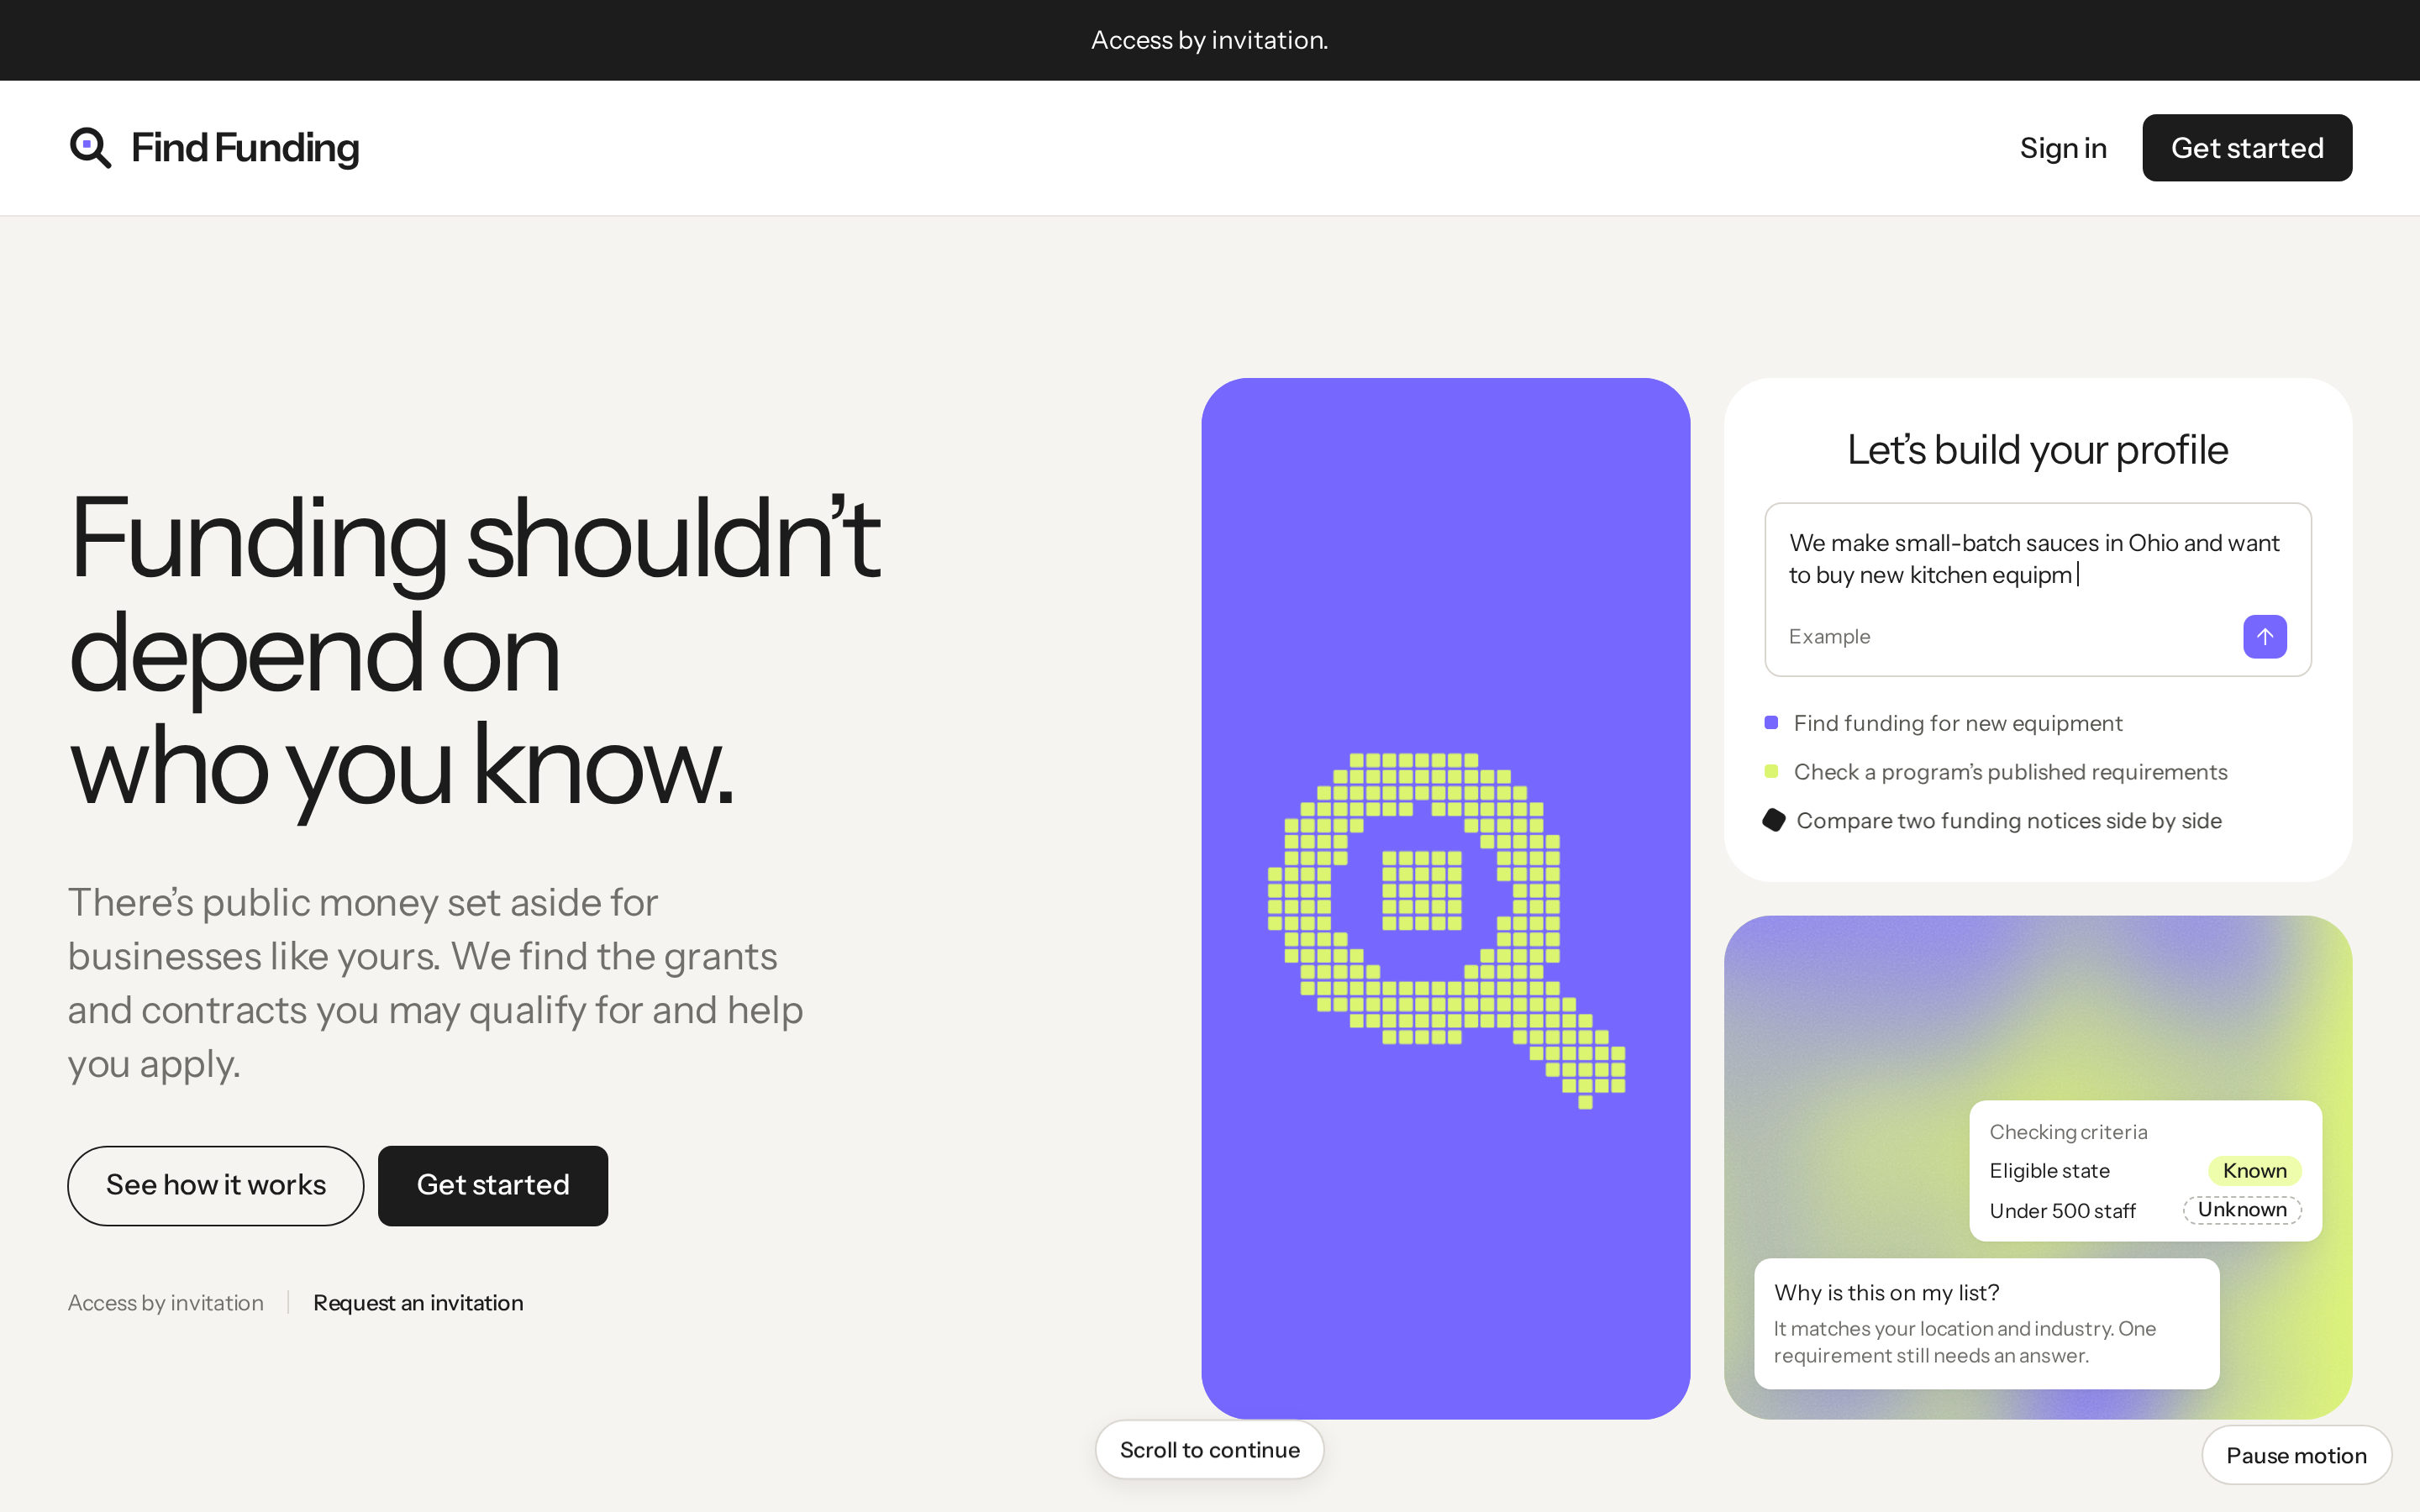 Access by invitation.
Find Funding
Sign in
Get started
Funding shouldn’t
depend on
who you know.
There’s public money set aside for
businesses like yours. We find the grants
and contracts you may qualify for and help
you apply.
See how it works
Get started
Access by invitation
Request an invitation
Let’s build your profile
We make small-batch sauces in Ohio and want
to buy new kitchen equipm
Example
Find funding for new equipment
Check a program’s published requirements
Compare two funding notices side by side
Checking criteria
Eligible state
Known
Under 500 staff
Unknown
Why is this on my list?
It matches your location and industry. One
requirement still needs an answer.
Scroll to continue
Pause motion